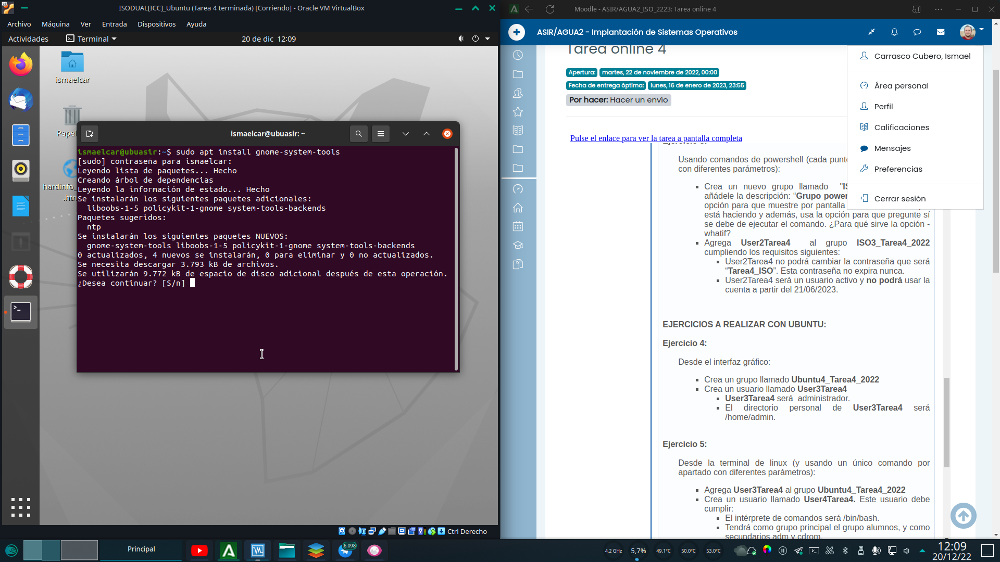 ISODUAL[ICC]_Ubuntu (Tarea 4 terminada) [Corriendo] - Oracle VM VirtualBox
Archivo Máquina Ver Entrada Dispositivos Ayuda
Actividades Terminal 20 de dic 12:09
ismaelcar
Pape
hardinfo_
.htm
ismaelcar@ubuasir: ~
ismaelcar@ubuasir:~$ sudo apt install gnome-system-tools
[sudo] contraseña para ismaelcar:
Leyendo lista de paquetes... Hecho
Creando árbol de dependencias
Leyendo la información de estado... Hecho
Se instalarán los siguientes paquetes adicionales:
liboobs-1-5 policykit-1-gnome system-tools-backends
Paquetes sugeridos:
ntp
Se instalarán los siguientes paquetes NUEVOS:
gnome-system-tools liboobs-1-5 policykit-1-gnome system-tools-backends
0 actualizados, 4 nuevos se instalarán, 0 para eliminar y 0 no actualizados.
Se necesita descargar 3.793 kB de archivos.
Se utilizarán 9.772 kB de espacio de disco adicional después de esta operación.
¿Desea continuar? [S/n]
Ctrl Derecho
Moodle - ASIR/AGUA2_ISO_2223: Tarea online 4
ASIR/AGUA2 - Implantación de Sistemas Operativos
Tarea online 4
Apertura: martes, 22 de noviembre de 2022, 00:00
Fecha de entrega óptima: lunes, 16 de enero de 2023, 23:55
Por hacer: Hacer un envío
Carrasco Cubero, Ismael
Área personal
Perfil
Calificaciones
Mensajes
Preferencias
Cerrar sesión
Pulse el enlace para ver la tarea a pantalla completa
Usando comandos de powershell (cada punto
con diferentes parámetros):
Crea un nuevo grupo llamado "IS
añádele la descripción: “Grupo power
opción para que muestre por pantalla
está haciendo y además, usa la opción para que pregunte sí
se debe de ejecutar el comando. ¿Para qué sirve la opción -
whatif?
Agrega User2Tarea4 al grupo ISO3_Tarea4_2022
cumpliendo los requisitos siguientes:
User2Tarea4 no podrá cambiar la contraseña que será
“Tarea4_ISO”. Esta contraseña no expira nunca.
User2Tarea4 será un usuario activo y no podrá usar la
cuenta a partir del 21/06/2023.
EJERCICIOS A REALIZAR CON UBUNTU:
Ejercicio 4:
Desde el interfaz gráfico:
Crea un grupo llamado Ubuntu4_Tarea4_2022
Crea un usuario llamado User3Tarea4
User3Tarea4 será administrador.
El directorio personal de User3Tarea4 será
/home/admin.
Ejercicio 5:
Desde la terminal de linux (y usando un único comando por
apartado con diferentes parámetros):
Agrega User3Tarea4 al grupo Ubuntu4_Tarea4_2022
Crea un usuario llamado User4Tarea4. Este usuario debe
cumplir:
El intérprete de comandos será /bin/bash.
Tendrá como grupo principal el grupo alumnos, y como
secundarios adm y cdrom.
Principal 6.098 4,2 GHz 5,7% 49,1°C 50,0°C 53,0°C 12:09
20/12/22